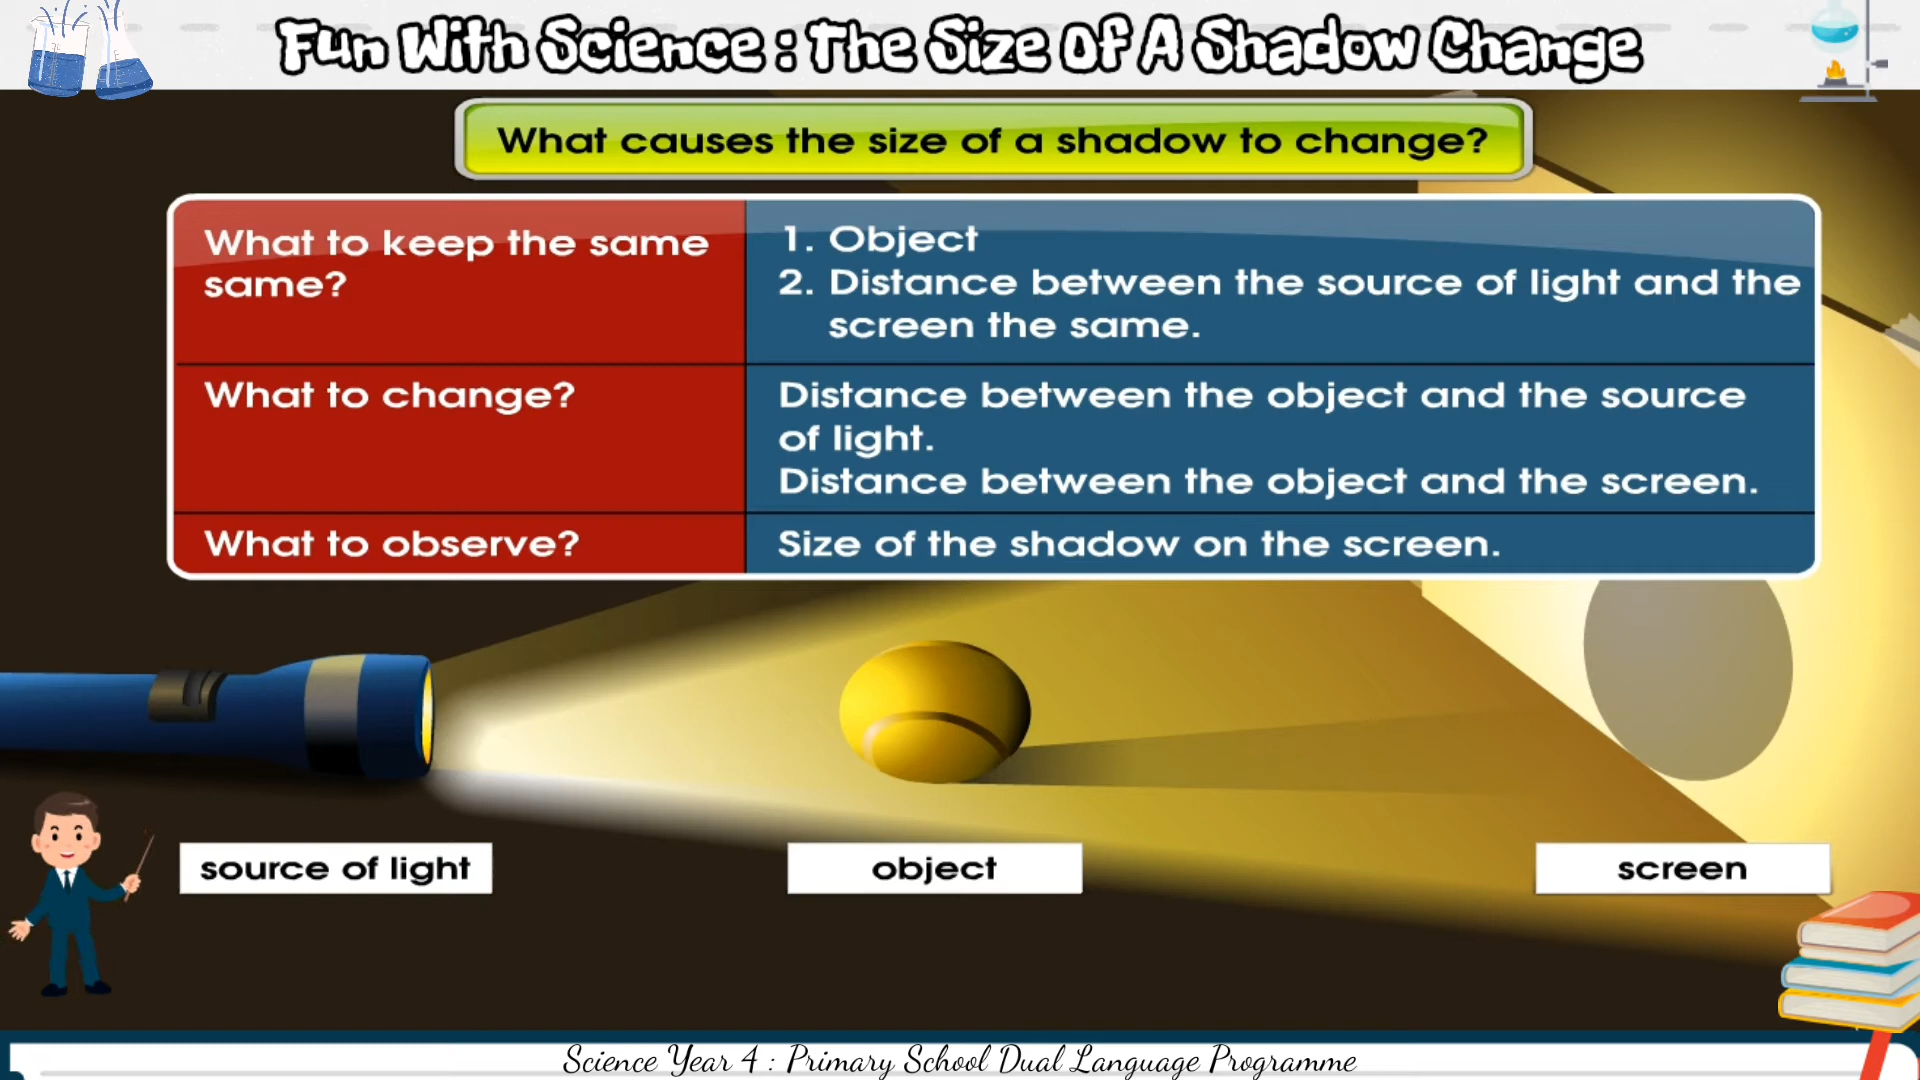 Fun With Science : The Size Of A Shadow Change
What causes the size of a shadow to change?
What to keep the same
same?
1. Object
2. Distance between the source of light and the
screen the same.
What to change?
Distance between the object and the source
of light.
Distance between the object and the screen.
What to observe?
Size of the shadow on the screen.
source of light
object
screen
Science Year 4 : Primary School Dual Language Programme